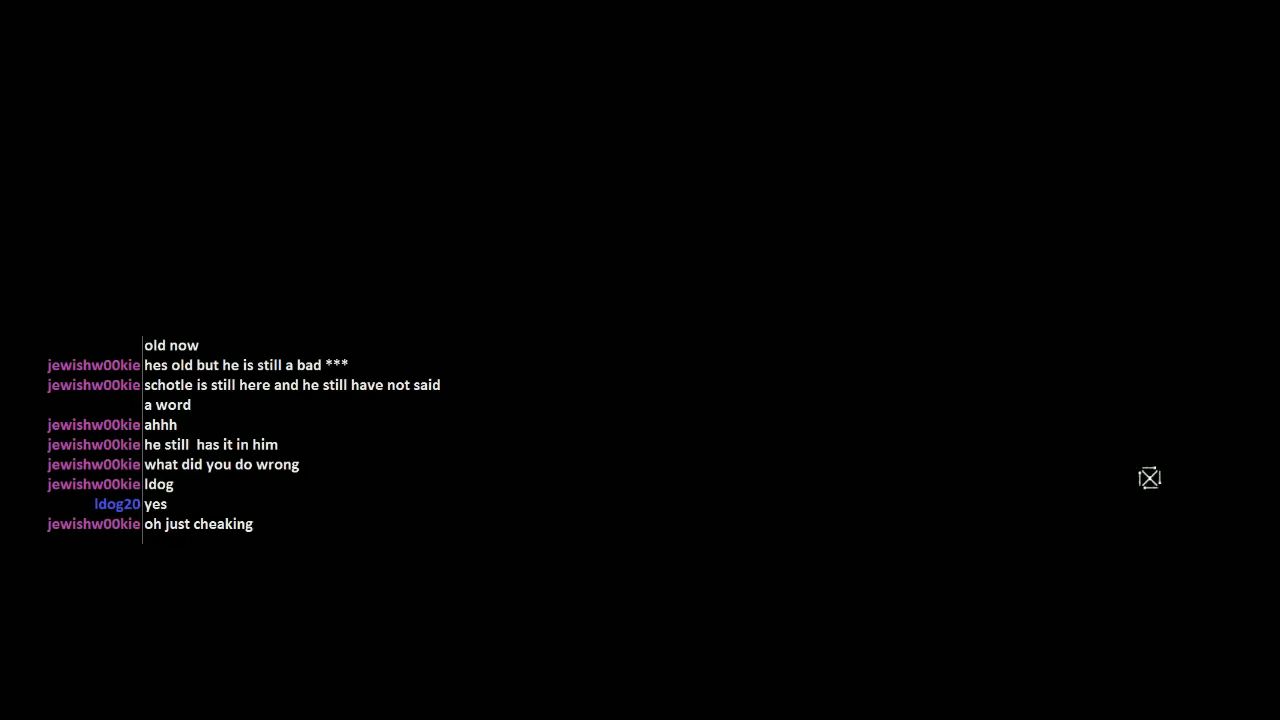 old now
jewishw00kie hes old but he is still a bad ***
jewishw00kie schotle is still here and he still have not said
a word
jewishw00kie ahhh
jewishw00kie he still  has it in him
jewishw00kie what did you do wrong
jewishw00kie ldog
ldog20 yes
jewishw00kie oh just cheaking